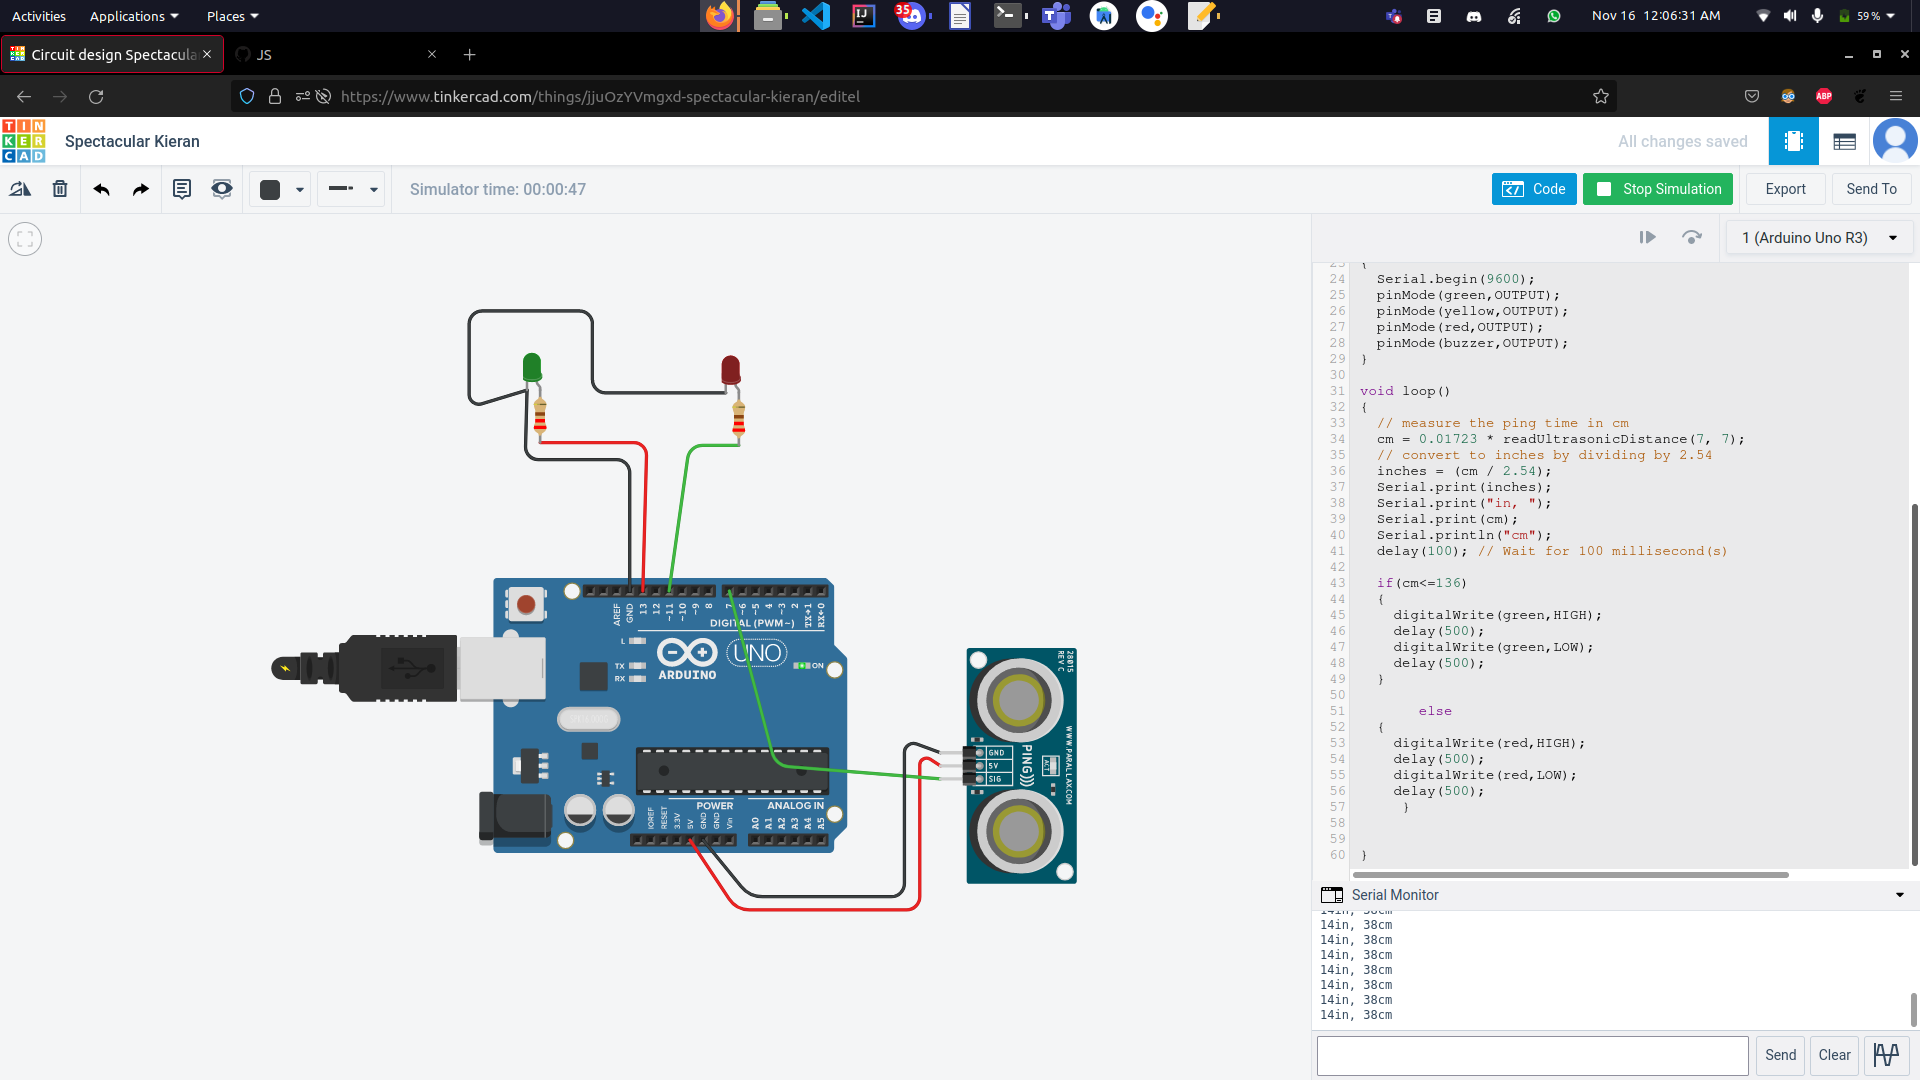 Activities Applications Places 35 Nov 16 12:06:31 AM 59 %
Circuit design Spectacula JS
https://www.tinkercad.com/things/jjuOzYVmgxd-spectacular-kieran/editel ABP
TIN
KER
CAD
Spectacular Kieran All changes saved
Simulator time: 00:00:47 Code Stop Simulation Export Send To
1 (Arduino Uno R3)
23 {
24 Serial.begin(9600);
25 pinMode(green,OUTPUT);
26 pinMode(yellow,OUTPUT);
27 pinMode(red,OUTPUT);
28 pinMode(buzzer,OUTPUT);
29 }
30
31 void loop()
32 {
33 // measure the ping time in cm
34 cm = 0.01723 * readUltrasonicDistance(7, 7);
35 // convert to inches by dividing by 2.54
36 inches = (cm / 2.54);
37 Serial.print(inches);
38 Serial.print("in, ");
39 Serial.print(cm);
40 Serial.println("cm");
41 delay(100); // Wait for 100 millisecond(s)
42
43 if(cm<=136)
44 {
45 digitalWrite(green,HIGH);
46 delay(500);
47 digitalWrite(green,LOW);
48 delay(500);
49 }
50
51 else
52 {
53 digitalWrite(red,HIGH);
54 delay(500);
55 digitalWrite(red,LOW);
56 delay(500);
57 }
58
59
60 }
AREF GND 13 12 ~11 ~10 ~9 8 7 ~6 ~5 4 ~3 2 TX→1 RX←0
DIGITAL (PWM~)
L
TX
RX
ARDUINO
UNO
ON
POWER ANALOG IN
IOREF RESET 3.3V 5V GND GND Vin A0 A1 A2 A3 A4 A5
28015
REV C
GND
5V
SIG
PING)))
ACT
WWW.PARALLAX.COM
Serial Monitor
14in, 38cm
14in, 38cm
14in, 38cm
14in, 38cm
14in, 38cm
14in, 38cm
14in, 38cm
14in, 38cm
Send Clear